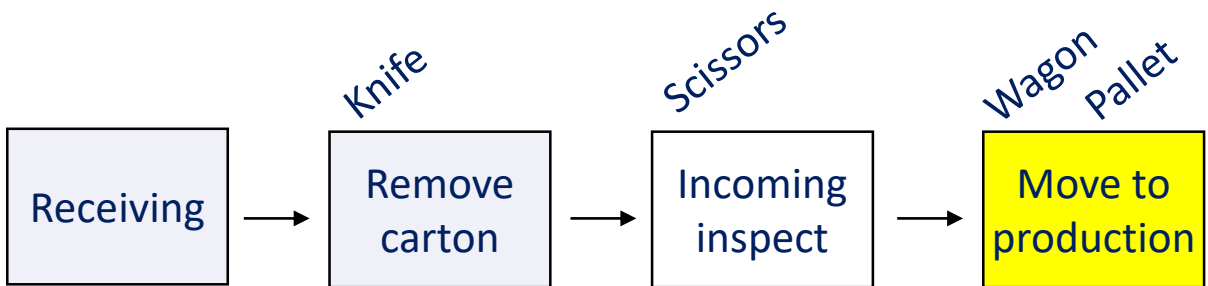 Knife
Scissors
Wagon
Pallet
Receiving
Remove
carton
Incoming
inspect
Move to
production